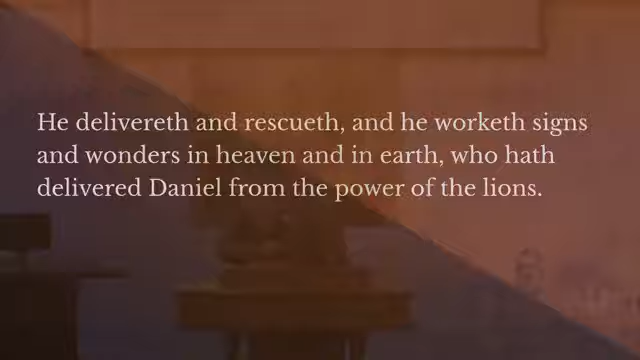 He delivereth and rescueth, and he worketh signs
and wonders in heaven and in earth, who hath
delivered Daniel from the power of the lions.